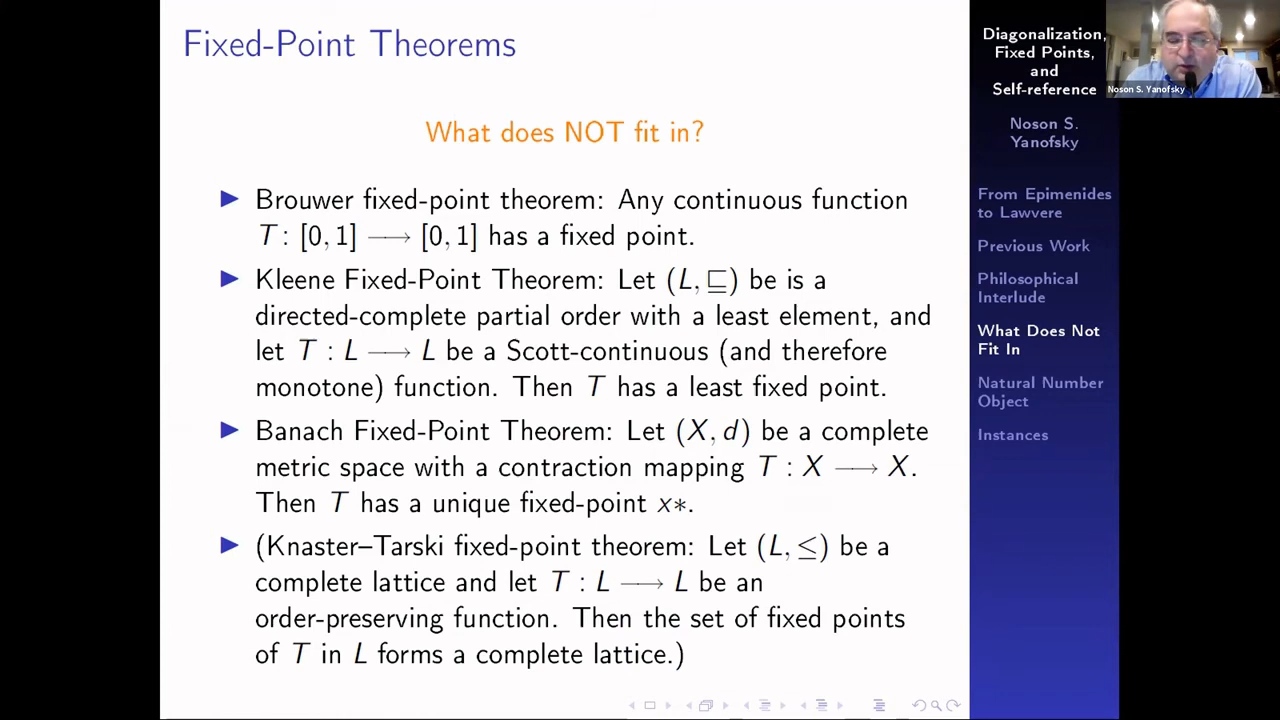 Fixed-Point Theorems
What does NOT fit in?
▶ Brouwer fixed-point theorem: Any continuous function
T : [0, 1] ⟶ [0, 1] has a fixed point.
▶ Kleene Fixed-Point Theorem: Let (L, ⊑) be is a
directed-complete partial order with a least element, and
let T : L ⟶ L be a Scott-continuous (and therefore
monotone) function. Then T has a least fixed point.
▶ Banach Fixed-Point Theorem: Let (X, d) be a complete
metric space with a contraction mapping T : X ⟶ X.
Then T has a unique fixed-point x∗.
▶ (Knaster–Tarski fixed-point theorem: Let (L, ≤) be a
complete lattice and let T : L ⟶ L be an
order-preserving function. Then the set of fixed points
of T in L forms a complete lattice.)
Diagonalization,
Fixed Points,
and
Self-reference
Noson S.
Yanofsky
From Epimenides
to Lawvere
Previous Work
Philosophical
Interlude
What Does Not
Fit In
Natural Number
Object
Instances
Noson S. Yanofsky